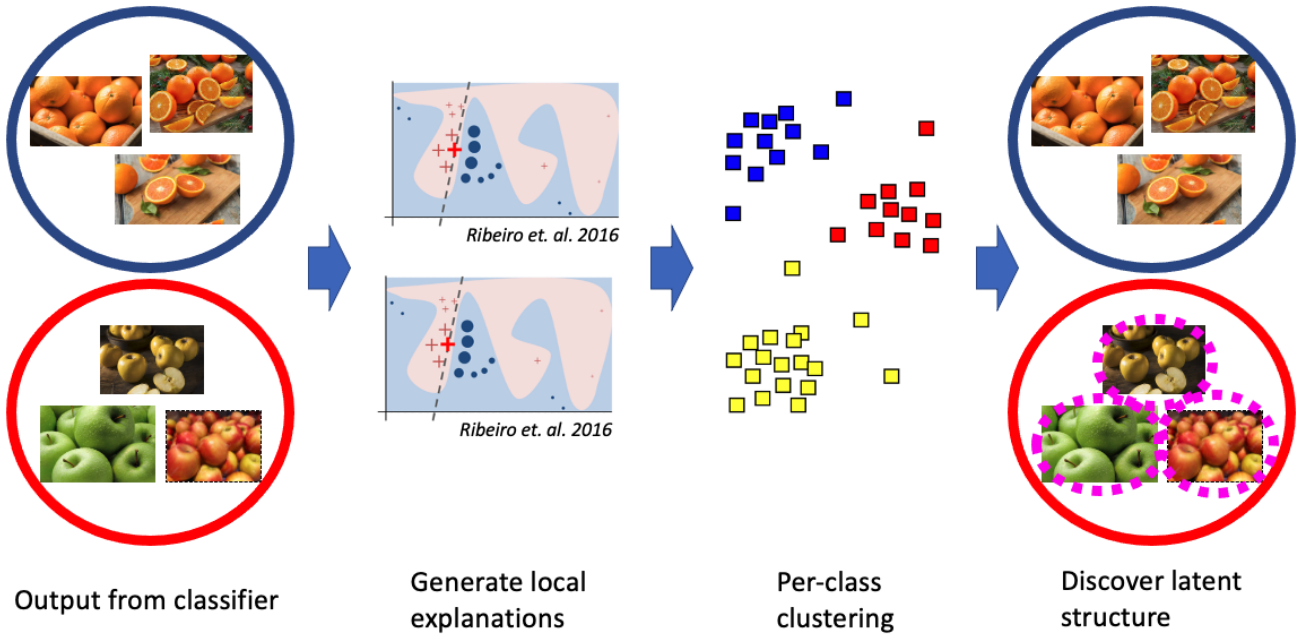 Ribeiro et. al. 2016
Ribeiro et. al. 2016
Output from classifier
Generate local
explanations
Per-class
clustering
Discover latent
structure